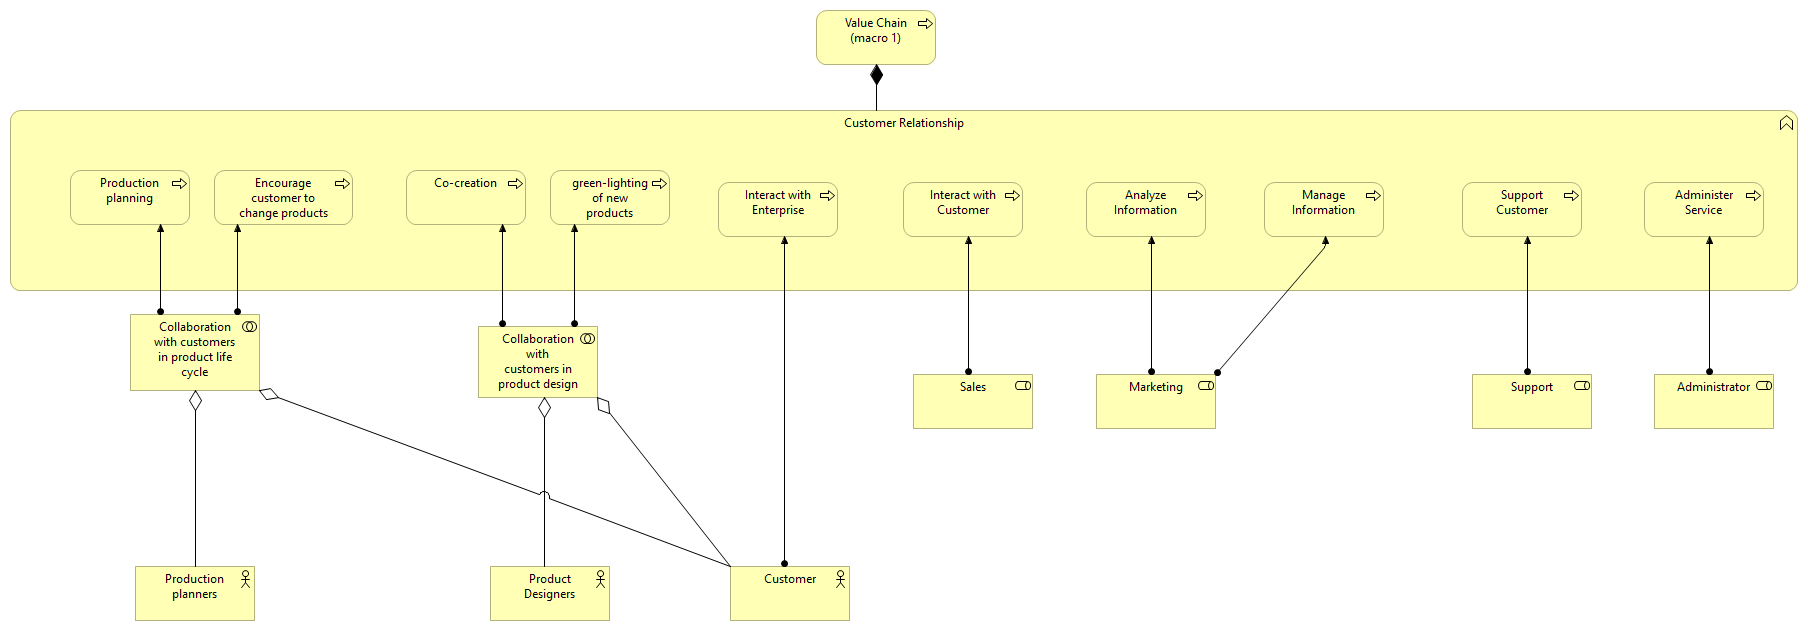 Value Chain
(macro 1)
Customer Relationship
Production
planning
Encourage
customer to
change products
Co-creation
green-lighting
of new
products
Interact with
Enterprise
Interact with
Customer
Analyze
Information
Manage
Information
Support
Customer
Administer
Service
Collaboration
with customers
in product life
cycle
Collaboration
with
customers in
product design
Sales
Marketing
Support
Administrator
Production
planners
Product
Designers
Customer